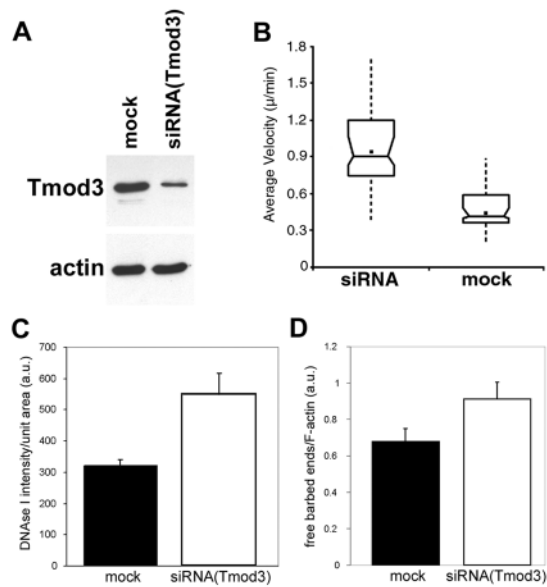 A
mock
siRNA(Tmod3)
Tmod3
actin
B
Average Velocity (µ/min)
1.8
1.5
1.2
0.9
0.6
0.3
0
siRNA
mock
C
DNAse I intensity/unit area (a.u.)
700
600
500
400
300
200
100
0
mock
siRNA(Tmod3)
D
free barbed ends/F-actin (a.u.)
1.2
1
0.8
0.6
0.4
0.2
0
mock
siRNA(Tmod3)